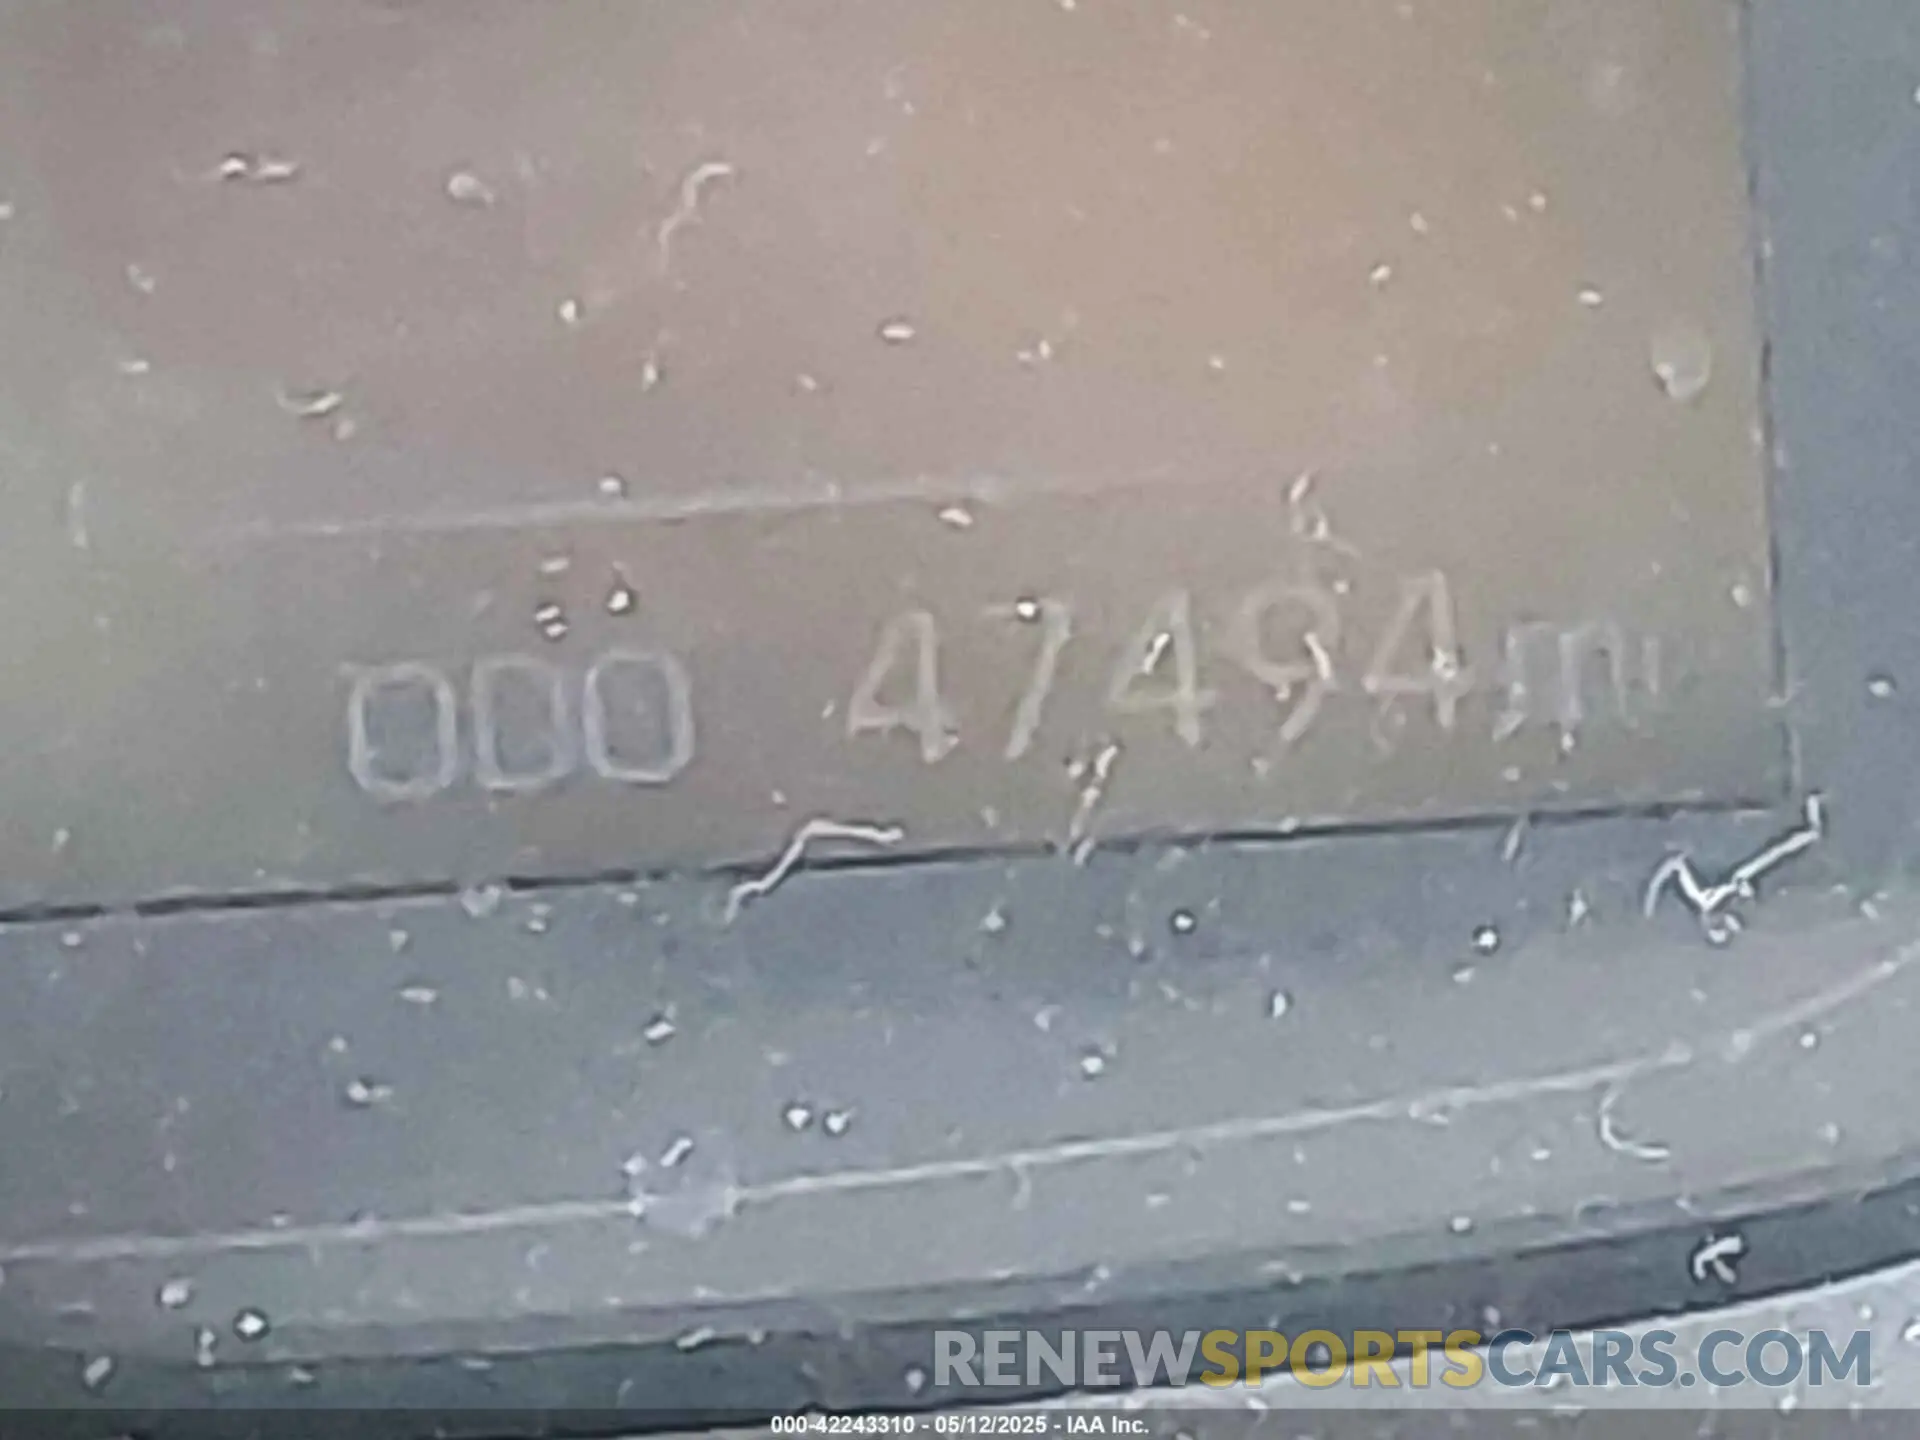 000 47494mi
RENEWSPORTSCARS.COM
000-42243310 - 05/12/2025 - IAA Inc.